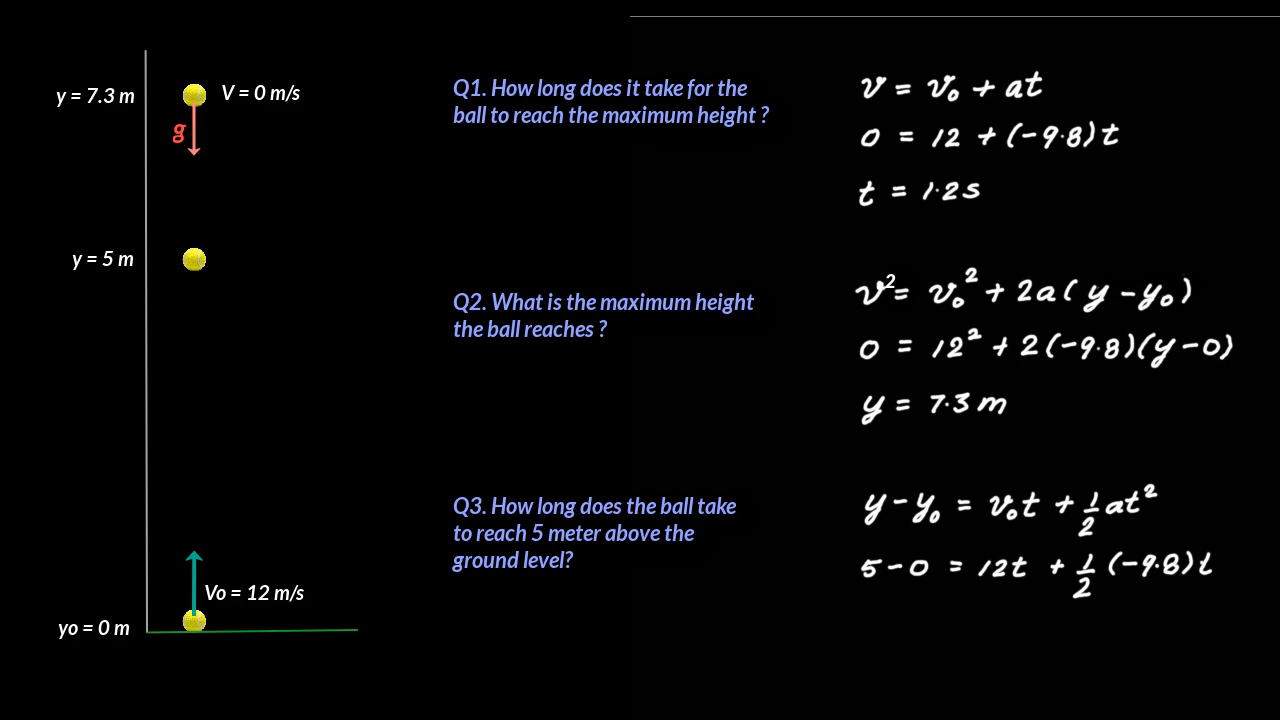 y = 7.3 m
V = 0 m/s
g
y = 5 m
Vo = 12 m/s
yo = 0 m
Q1. How long does it take for the
ball to reach the maximum height ?
v = v₀ + at
0 = 12 + (-9.8) t
t = 1.2 s
Q2. What is the maximum height
the ball reaches ?
v² = v₀² + 2a( y - y₀ )
0 = 12² + 2 (-9.8)(y - 0)
y = 7.3 m
Q3. How long does the ball take
to reach 5 meter above the
ground level?
y - y₀ = v₀t + 1/2 at²
5 - 0 = 12t + 1/2 (-9.8) t